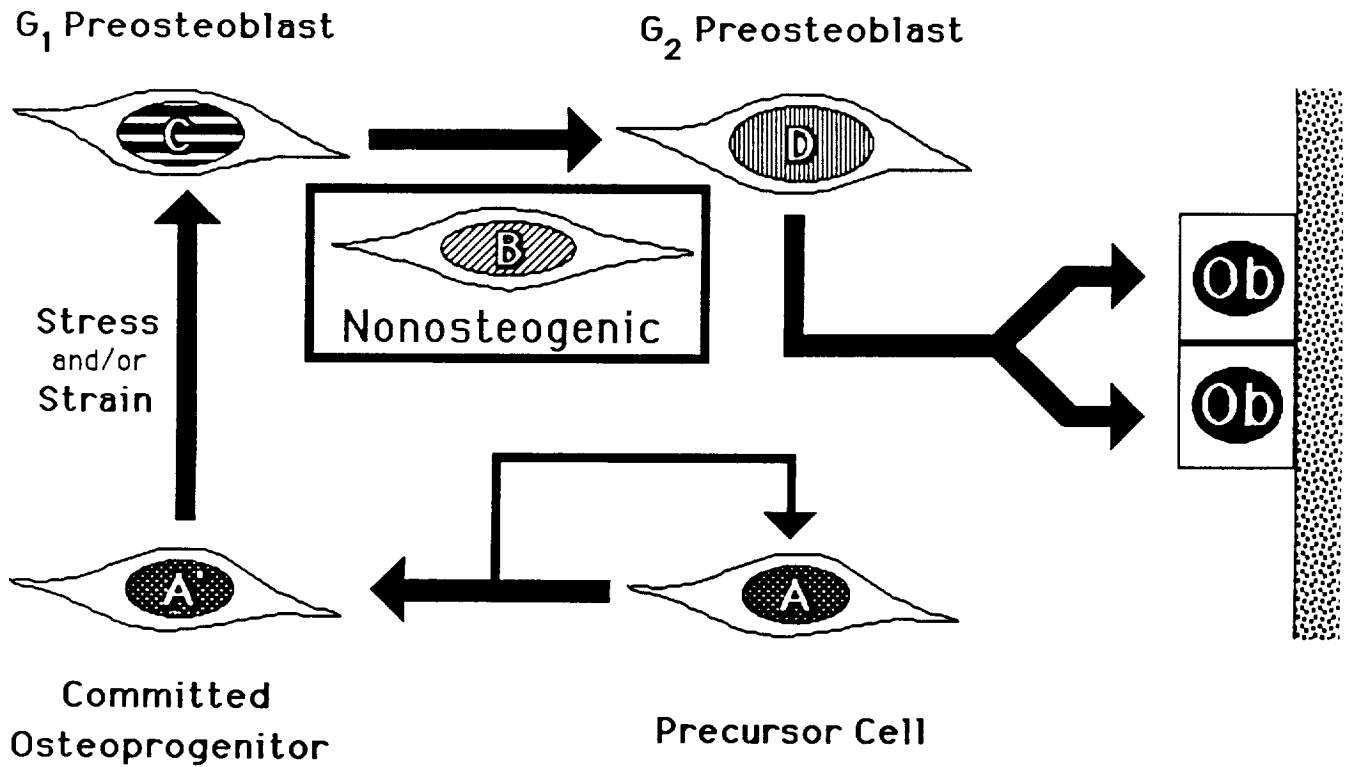 G₁ Preosteoblast
G₂ Preosteoblast
C
D
B
Nonosteogenic
Stress
and/or
Strain
Ob
Ob
A'
A
Committed
Osteoprogenitor
Precursor Cell